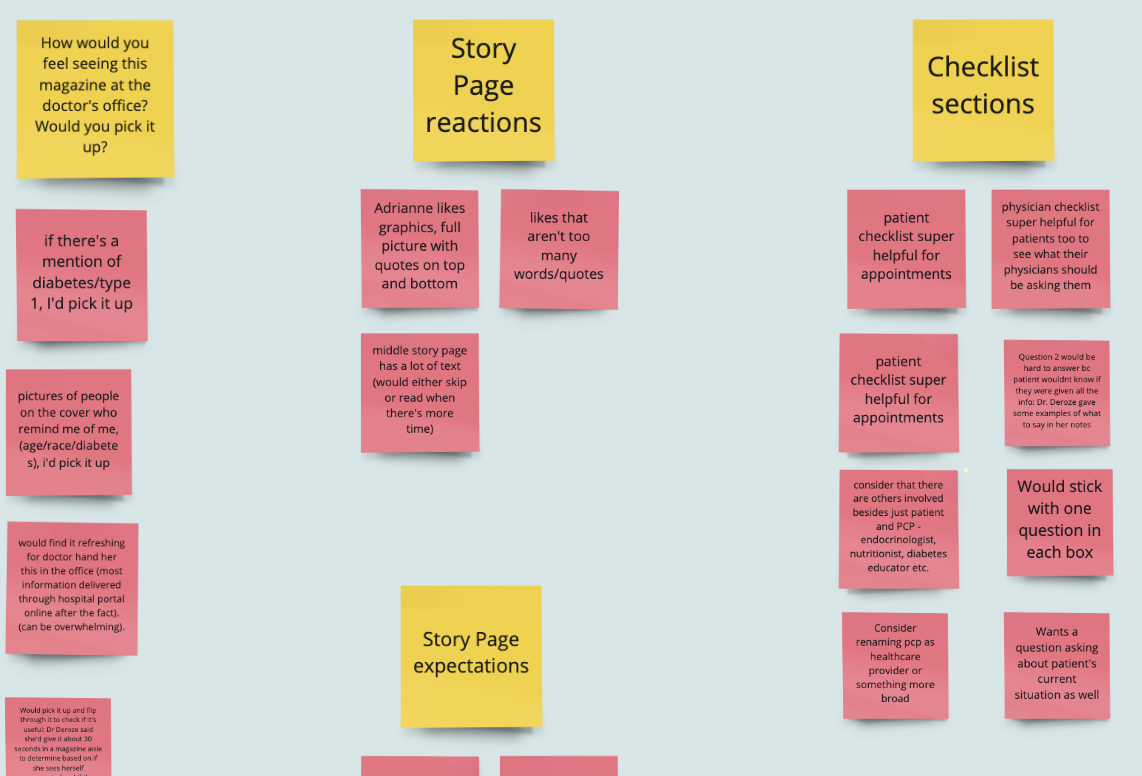 How would you
feel seeing this
magazine at the
doctor's office?
Would you pick it
up?
if there's a
mention of
diabetes/type
1, I'd pick it up
pictures of people
on the cover who
remind me of me,
(age/race/diabete
s), i'd pick it up
would find it refreshing
for doctor hand her
this in the office (most
information delivered
through hospital portal
online after the fact).
(can be overwhelming).
Would pick it up and flip
through it to check if it's
useful: Dr Deroze said
she'd give it about 30
seconds in a magazine aisle
to determine based on if
she sees herself
Story
Page
reactions
Adrianne likes
graphics, full
picture with
quotes on top
and bottom
likes that
aren't too
many
words/quotes
middle story page
has a lot of text
(would either skip
or read when
there's more
time)
Story Page
expectations
Checklist
sections
patient
checklist super
helpful for
appointments
physician checklist
super helpful for
patients too to
see what their
physicians should
be asking them
patient
checklist super
helpful for
appointments
Question 2 would be
hard to answer bc
patient wouldnt know if
they were given all the
info: Dr. Deroze gave
some examples of what
to say in her notes
consider that there
are others involved
besides just patient
and PCP -
endocrinologist,
nutritionist, diabetes
educator etc.
Would stick
with one
question in
each box
Consider
renaming pcp as
healthcare
provider or
something more
broad
Wants a
question asking
about patient's
current
situation as well